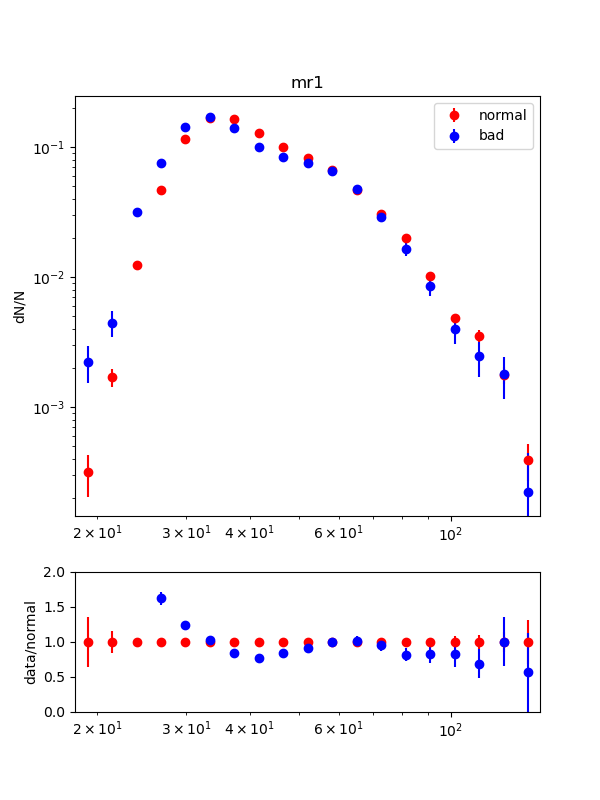 mr1
normal
bad
dN/N
10⁻¹
10⁻²
10⁻³
2 × 10¹ 3 × 10¹ 4 × 10¹ 6 × 10¹ 10²
data/normal
2.0
1.5
1.0
0.5
0.0
2 × 10¹ 3 × 10¹ 4 × 10¹ 6 × 10¹ 10²